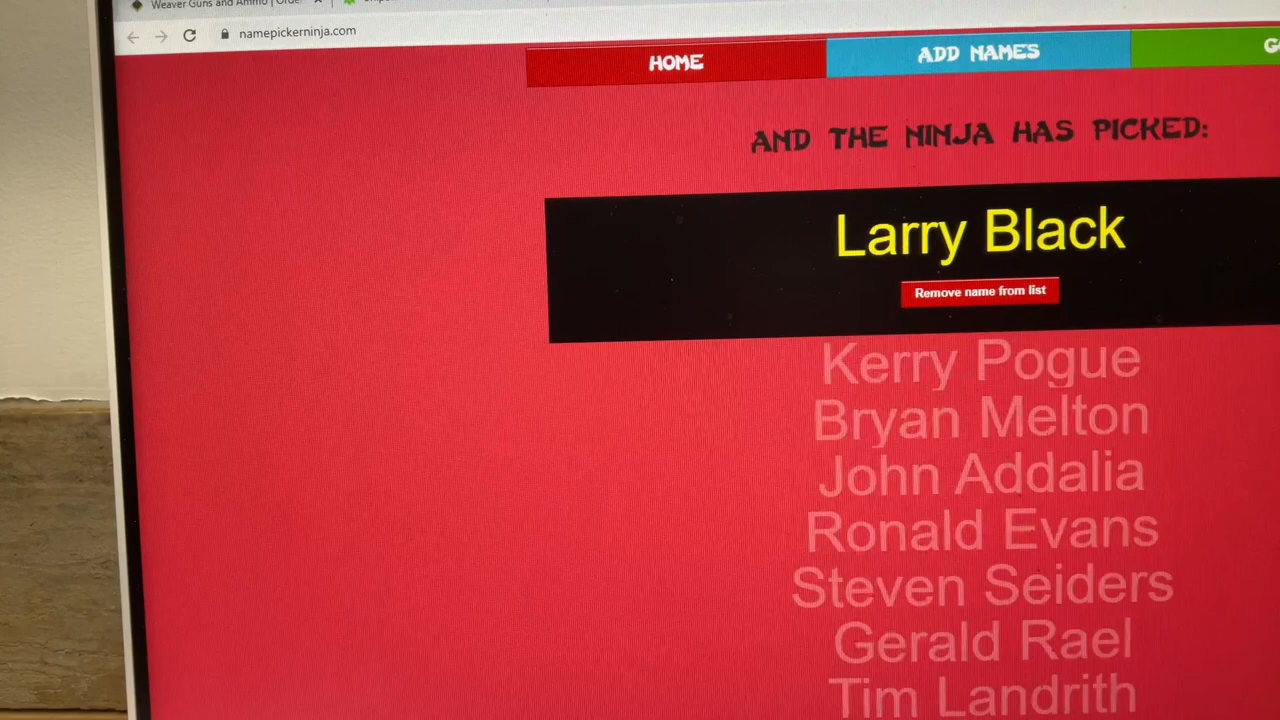 Weaver Guns and Ammo | Orde
namepickerninja.com
HOME
ADD NAMES
AND THE NINJA HAS PICKED:
Larry Black
Remove name from list
Kerry Pogue
Bryan Melton
John Addalia
Ronald Evans
Steven Seiders
Gerald Rael
Tim Landrith